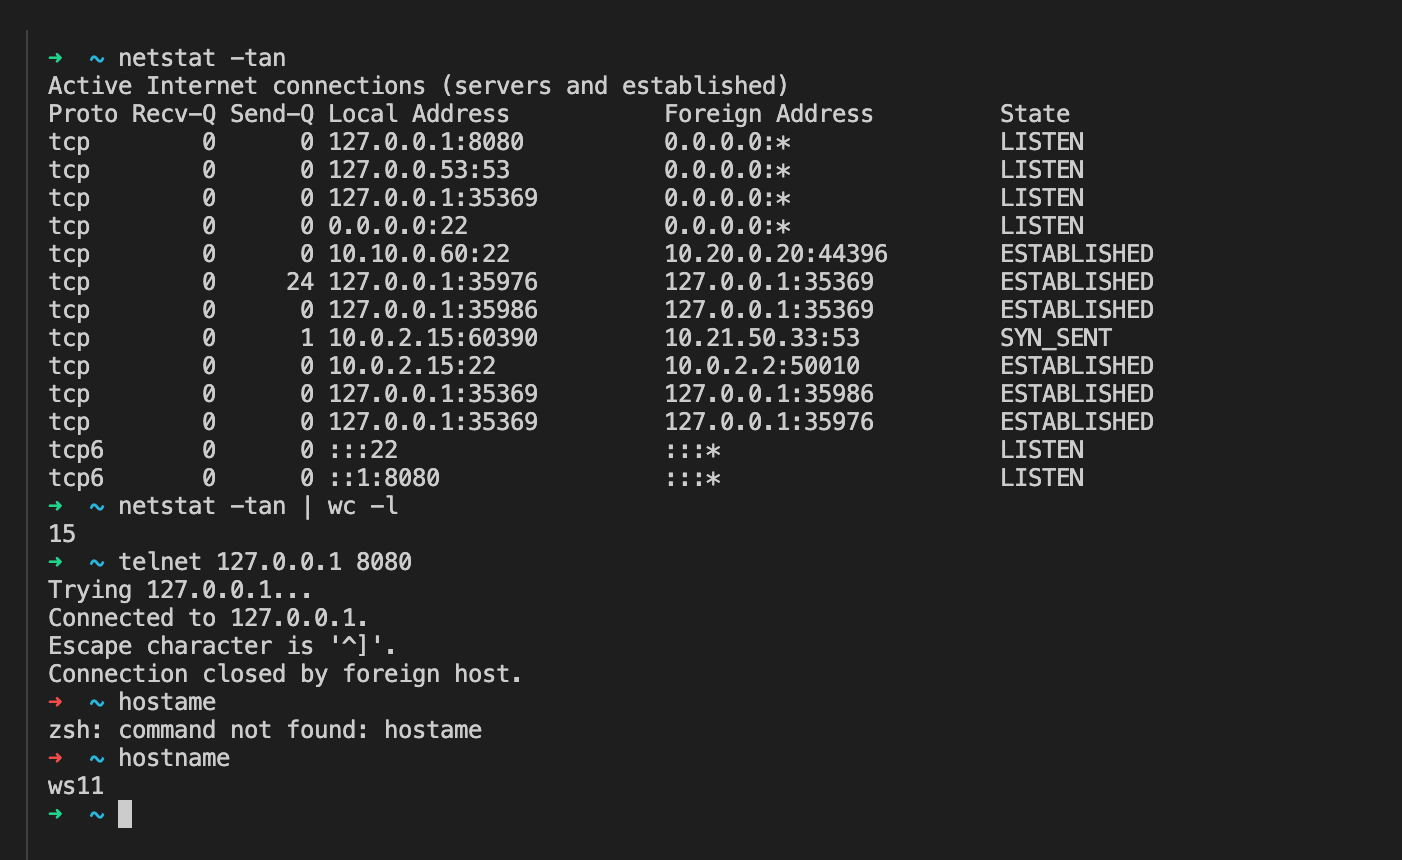 ➜  ~ netstat -tan
Active Internet connections (servers and established)
Proto Recv-Q Send-Q Local Address           Foreign Address         State
tcp        0      0 127.0.0.1:8080          0.0.0.0:*               LISTEN
tcp        0      0 127.0.0.53:53           0.0.0.0:*               LISTEN
tcp        0      0 127.0.0.1:35369         0.0.0.0:*               LISTEN
tcp        0      0 0.0.0.0:22              0.0.0.0:*               LISTEN
tcp        0      0 10.10.0.60:22           10.20.0.20:44396        ESTABLISHED
tcp        0     24 127.0.0.1:35976         127.0.0.1:35369         ESTABLISHED
tcp        0      0 127.0.0.1:35986         127.0.0.1:35369         ESTABLISHED
tcp        0      1 10.0.2.15:60390         10.21.50.33:53          SYN_SENT
tcp        0      0 10.0.2.15:22            10.0.2.2:50010          ESTABLISHED
tcp        0      0 127.0.0.1:35369         127.0.0.1:35986         ESTABLISHED
tcp        0      0 127.0.0.1:35369         127.0.0.1:35976         ESTABLISHED
tcp6       0      0 :::22                   :::*                    LISTEN
tcp6       0      0 ::1:8080                :::*                    LISTEN
➜  ~ netstat -tan | wc -l
15
➜  ~ telnet 127.0.0.1 8080
Trying 127.0.0.1...
Connected to 127.0.0.1.
Escape character is '^]'.
Connection closed by foreign host.
➜  ~ hostame
zsh: command not found: hostame
➜  ~ hostname
ws11
➜  ~